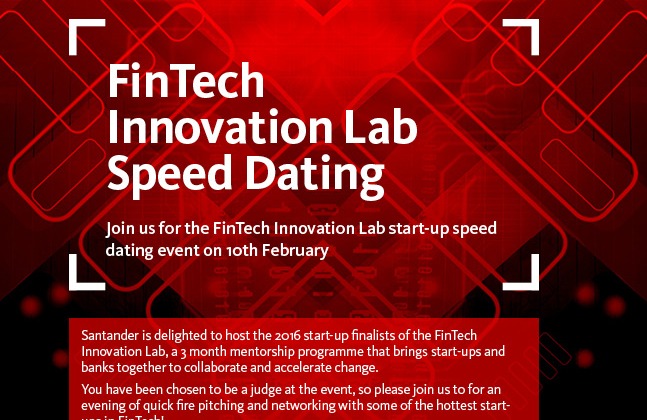 FinTech
Innovation Lab
Speed Dating
Join us for the FinTech Innovation Lab start-up speed
dating event on 10th February
Santander is delighted to host the 2016 start-up finalists of the FinTech
Innovation Lab, a 3 month mentorship programme that brings start-ups and
banks together to collaborate and accelerate change.
You have been chosen to be a judge at the event, so please join us to for an
evening of quick fire pitching and networking with some of the hottest start-
ups in FinTech!